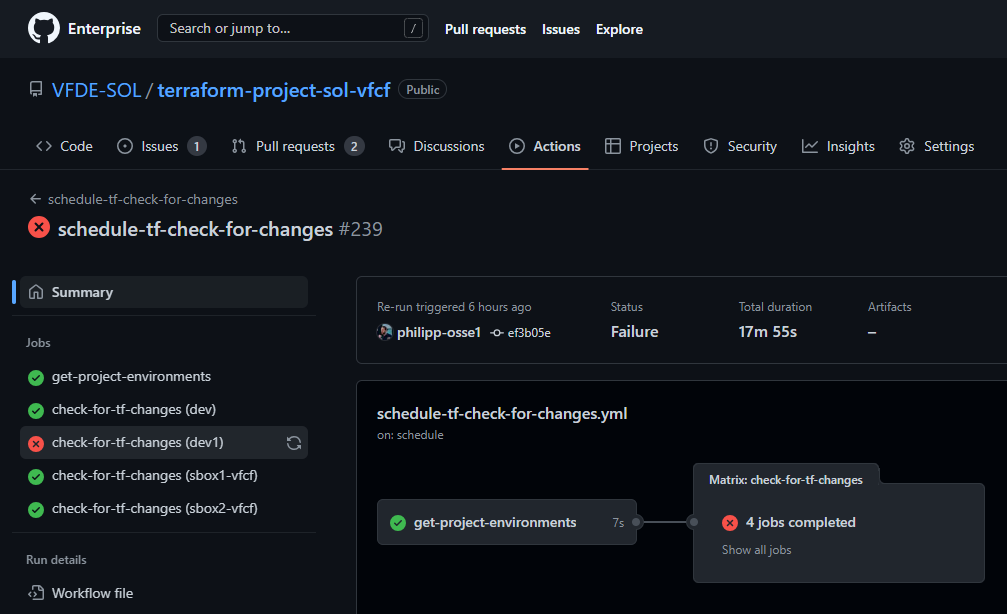 Enterprise Search or jump to... / Pull requests Issues Explore
VFDE-SOL / terraform-project-sol-vfcf Public
Code Issues 1 Pull requests 2 Discussions Actions Projects Security Insights Settings
← schedule-tf-check-for-changes
schedule-tf-check-for-changes #239
Summary
Jobs
get-project-environments
check-for-tf-changes (dev)
check-for-tf-changes (dev1)
check-for-tf-changes (sbox1-vfcf)
check-for-tf-changes (sbox2-vfcf)
Run details
Workflow file
Re-run triggered 6 hours ago Status Total duration Artifacts
philipp-osse1 ef3b05e Failure 17m 55s –
schedule-tf-check-for-changes.yml
on: schedule
get-project-environments 7s
Matrix: check-for-tf-changes
4 jobs completed
Show all jobs